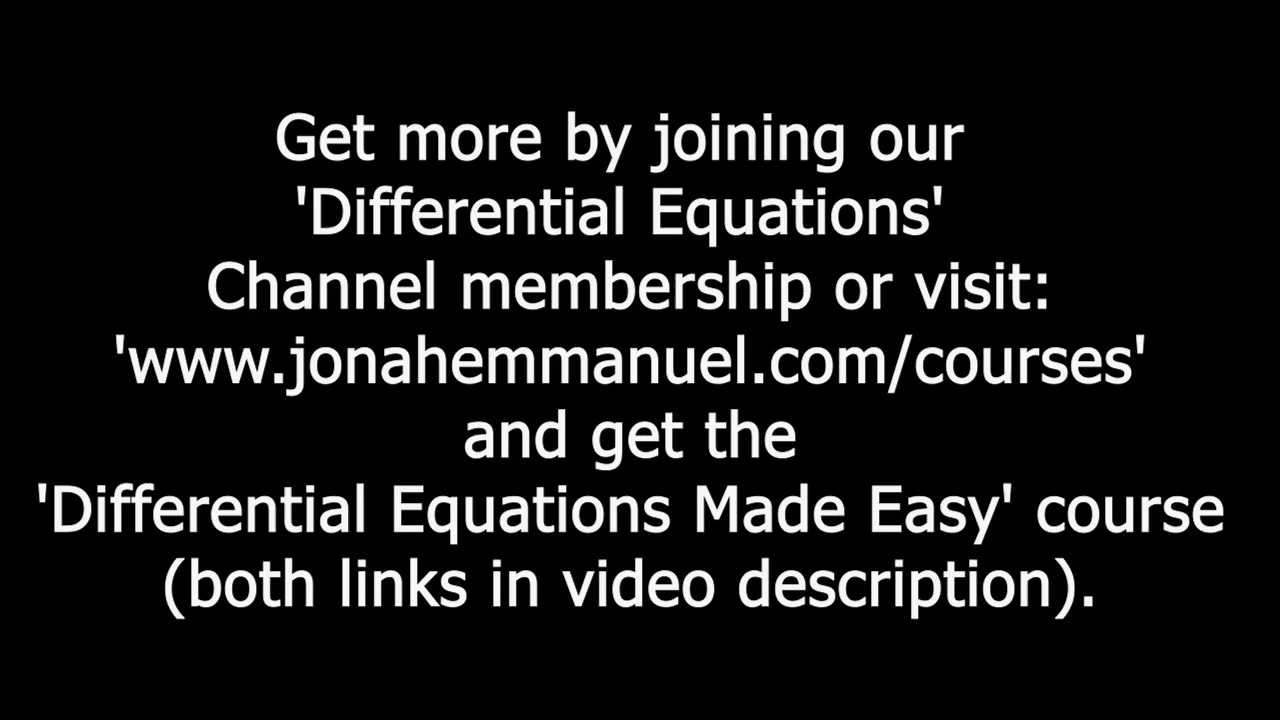 Get more by joining our
'Differential Equations'
Channel membership or visit:
'www.jonahemmanuel.com/courses'
and get the
'Differential Equations Made Easy' course
(both links in video description).